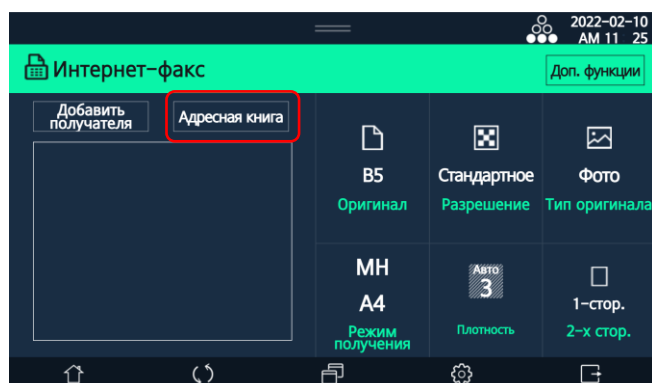 2022-02-10
AM 11 25
Интернет-факс
Доп. функции
Добавить
получателя
Адресная книга
B5
Оригинал
Стандартное
Разрешение
Фото
Тип оригинала
MH
A4
Режим
получения
Авто
3
Плотность
1-стор.
2-х стор.